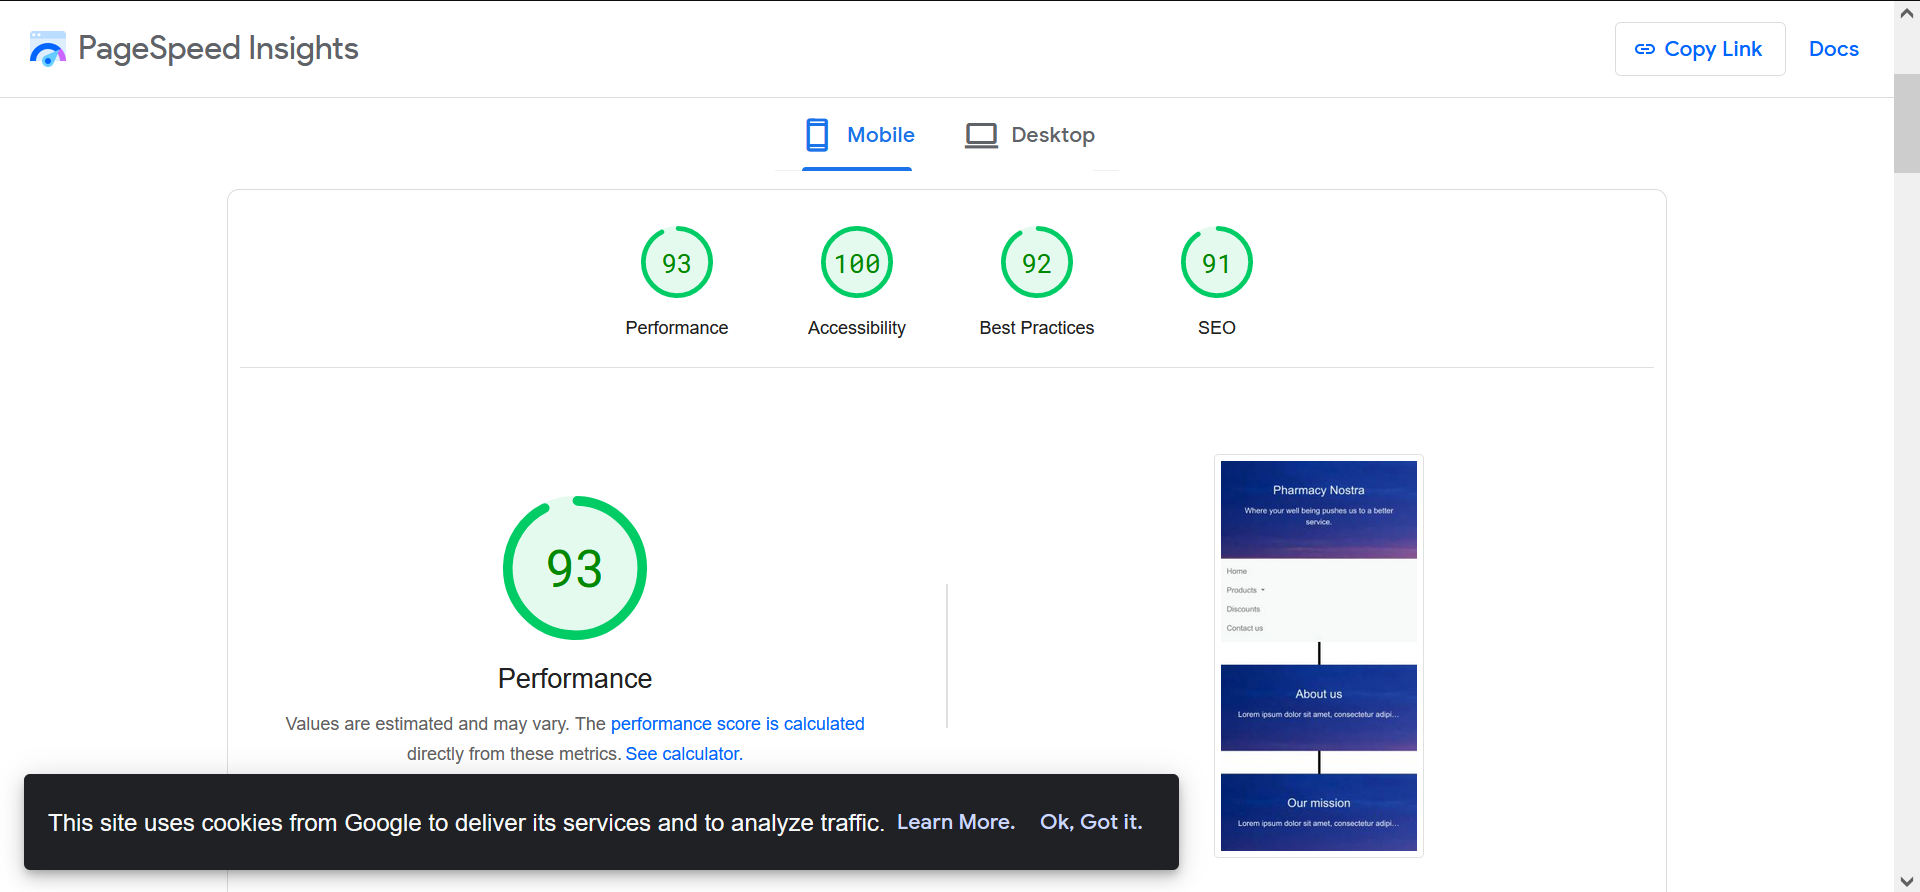 PageSpeed Insights
Copy Link
Docs
Mobile
Desktop
93
100
92
91
Performance
Accessibility
Best Practices
SEO
93
Performance
Values are estimated and may vary. The performance score is calculated
directly from these metrics. See calculator.
Pharmacy Nostra
Where your well being pushes us to a better
service.
Home
Products
Discounts
Contact us
About us
Lorem ipsum dolor sit amet, consectetur adipi...
Our mission
Lorem ipsum dolor sit amet, consectetur adipi...
This site uses cookies from Google to deliver its services and to analyze traffic. Learn More. Ok, Got it.